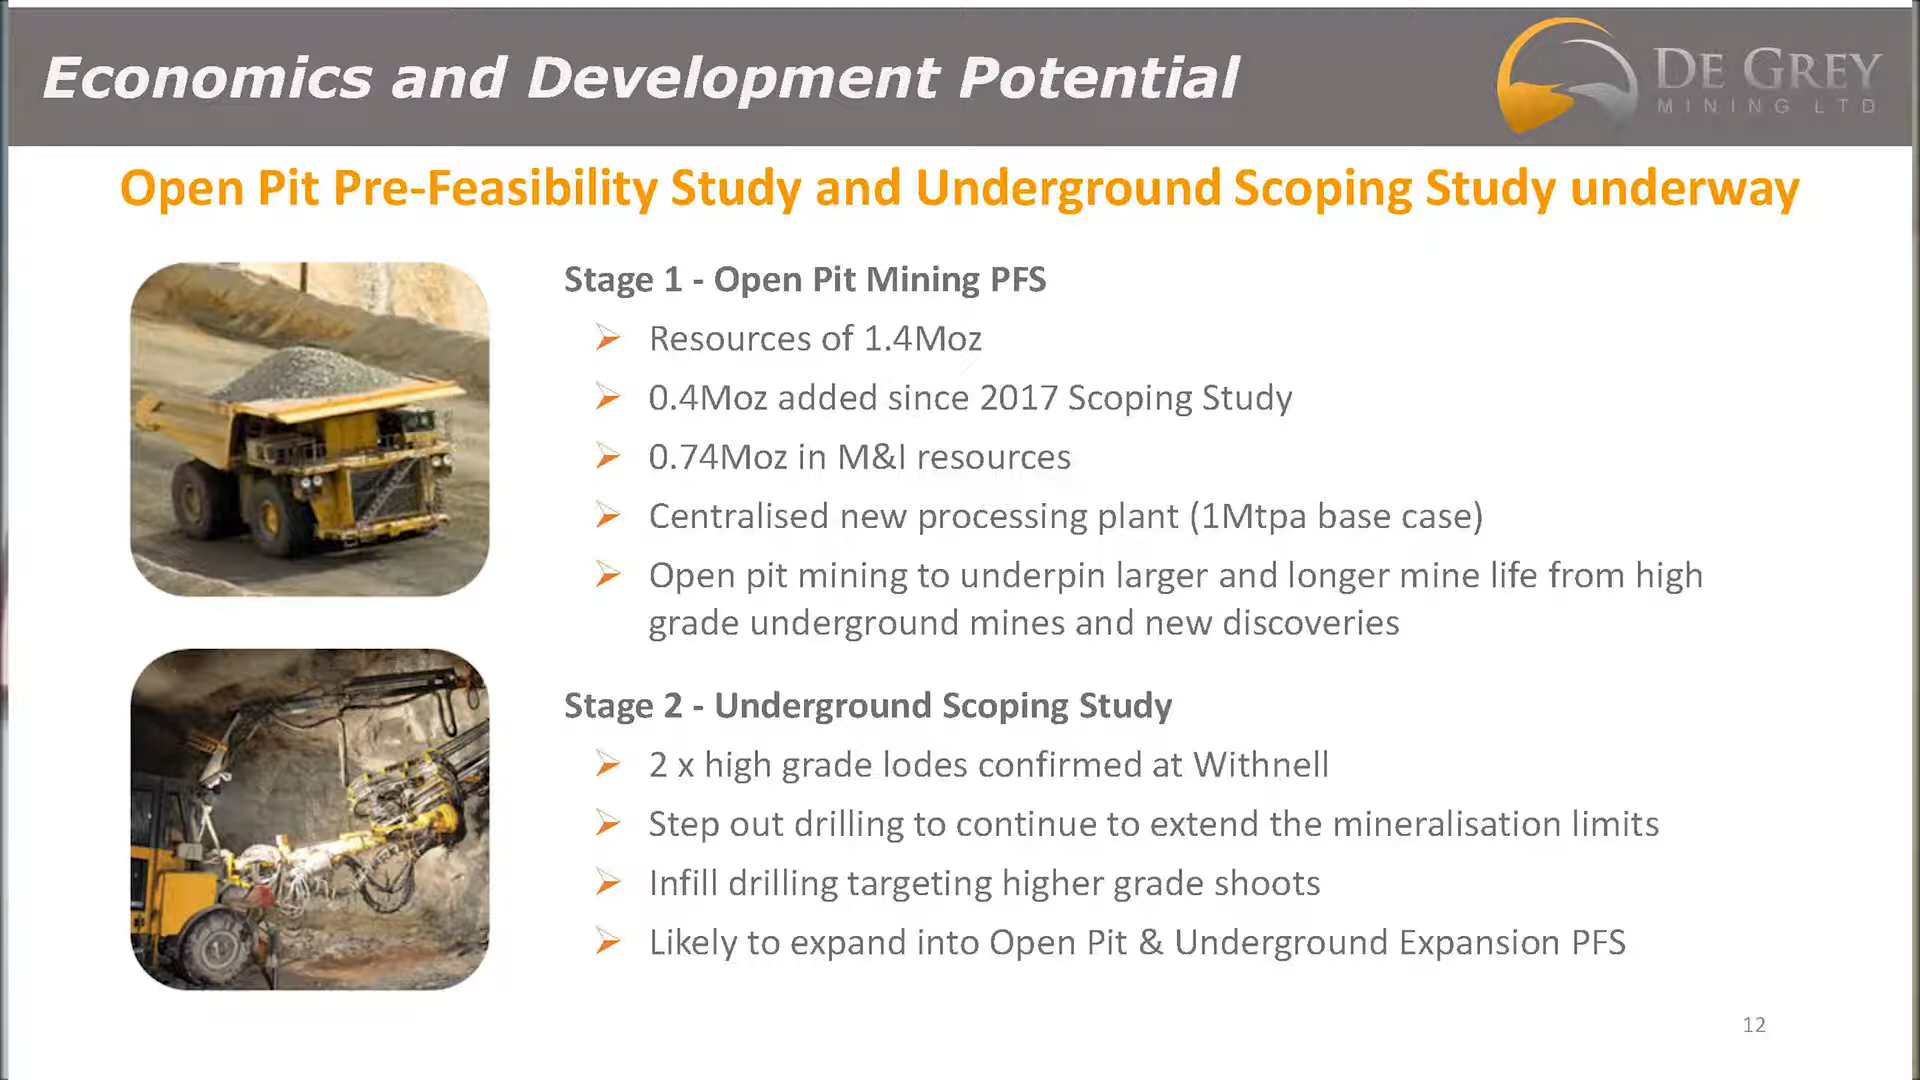 Economics and Development Potential
DE GREY
MINING LTD
Open Pit Pre-Feasibility Study and Underground Scoping Study underway
Stage 1 - Open Pit Mining PFS
Resources of 1.4Moz
0.4Moz added since 2017 Scoping Study
0.74Moz in M&I resources
Centralised new processing plant (1Mtpa base case)
Open pit mining to underpin larger and longer mine life from high
grade underground mines and new discoveries
Stage 2 - Underground Scoping Study
2 x high grade lodes confirmed at Withnell
Step out drilling to continue to extend the mineralisation limits
Infill drilling targeting higher grade shoots
Likely to expand into Open Pit & Underground Expansion PFS
12